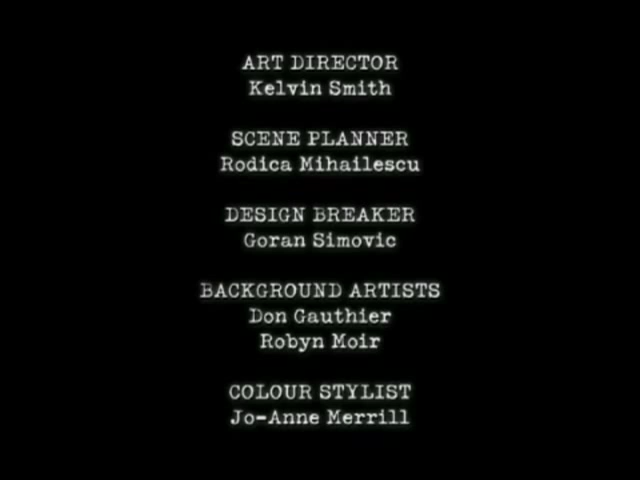 ART DIRECTOR
Kelvin Smith
SCENE PLANNER
Rodica Mihailescu
DESIGN BREAKER
Goran Simovic
BACKGROUND ARTISTS
Don Gauthier
Robyn Moir
COLOUR STYLIST
Jo-Anne Merrill